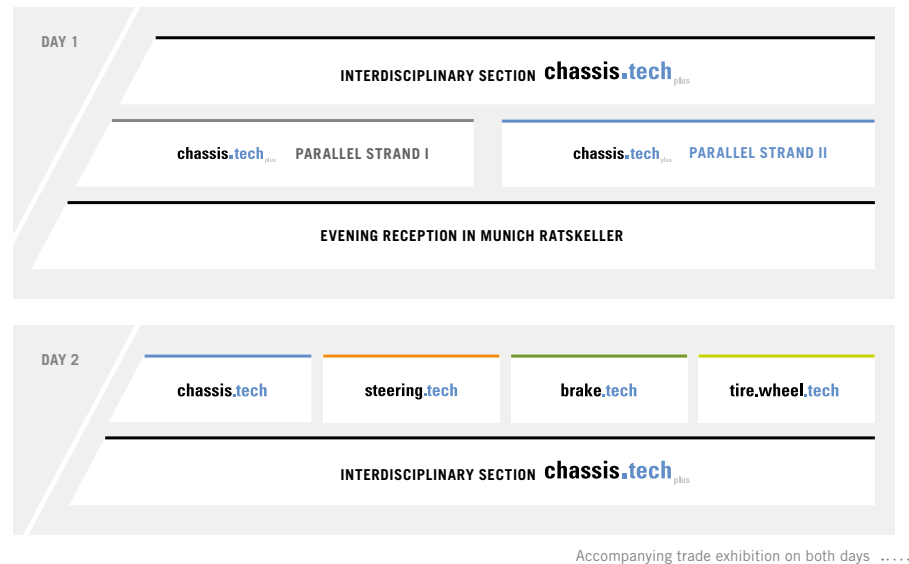 DAY 1
INTERDISCIPLINARY SECTION chassis.tech plus
chassis.tech plus PARALLEL STRAND I
chassis.tech plus PARALLEL STRAND II
EVENING RECEPTION IN MUNICH RATSKELLER
DAY 2
chassis.tech
steering.tech
brake.tech
tire.wheel.tech
INTERDISCIPLINARY SECTION chassis.tech plus
Accompanying trade exhibition on both days .....